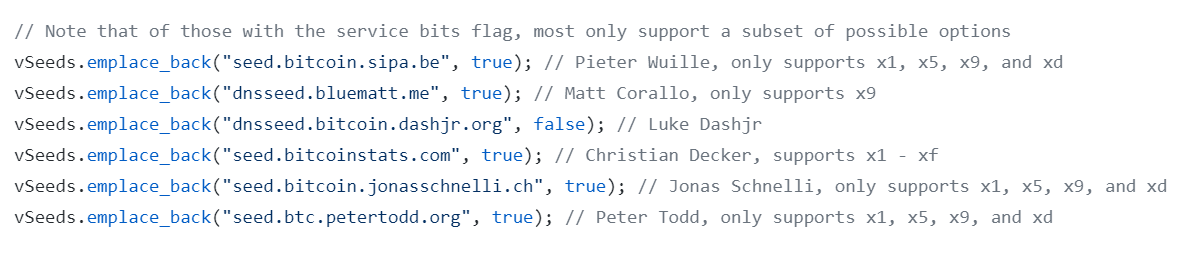 // Note that of those with the service bits flag, most only support a subset of possible options
vSeeds.emplace_back("seed.bitcoin.sipa.be", true); // Pieter Wuille, only supports x1, x5, x9, and xd
vSeeds.emplace_back("dnsseed.bluematt.me", true); // Matt Corallo, only supports x9
vSeeds.emplace_back("dnsseed.bitcoin.dashjr.org", false); // Luke Dashjr
vSeeds.emplace_back("seed.bitcoinstats.com", true); // Christian Decker, supports x1 - xf
vSeeds.emplace_back("seed.bitcoin.jonasschnelli.ch", true); // Jonas Schnelli, only supports x1, x5, x9, and xd
vSeeds.emplace_back("seed.btc.petertodd.org", true); // Peter Todd, only supports x1, x5, x9, and xd